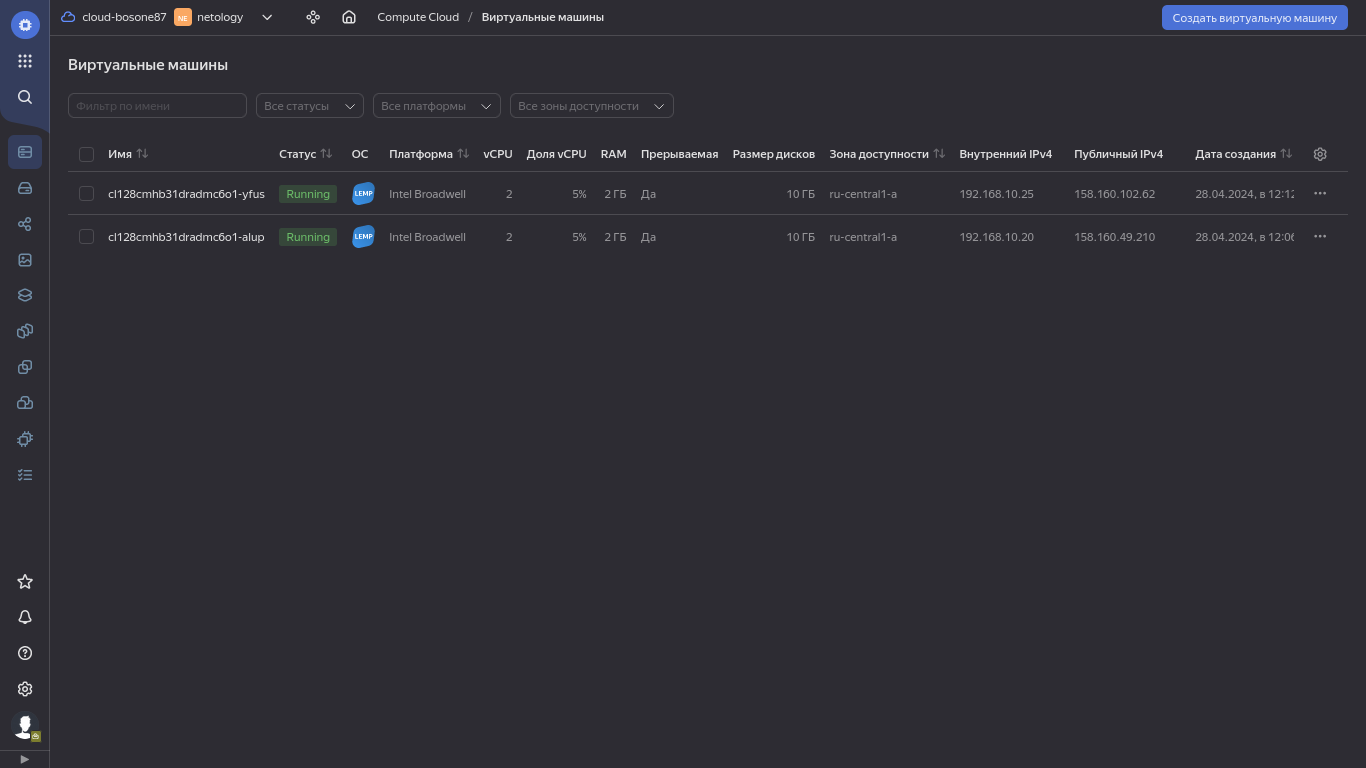 cloud-bosone87 NE netology Compute Cloud / Виртуальные машины Создать виртуальную машину
Виртуальные машины
Фильтр по имени Все статусы Все платформы Все зоны доступности
Имя Статус ОС Платформа vCPU Доля vCPU RAM Прерываемая Размер дисков Зона доступности Внутренний IPv4 Публичный IPv4 Дата создания
cl128cmhb31dradmc6o1-yfus Running LEMP Intel Broadwell 2 5% 2 ГБ Да 10 ГБ ru-central1-a 192.168.10.25 158.160.102.62 28.04.2024, в 12:12
cl128cmhb31dradmc6o1-alup Running LEMP Intel Broadwell 2 5% 2 ГБ Да 10 ГБ ru-central1-a 192.168.10.20 158.160.49.210 28.04.2024, в 12:06